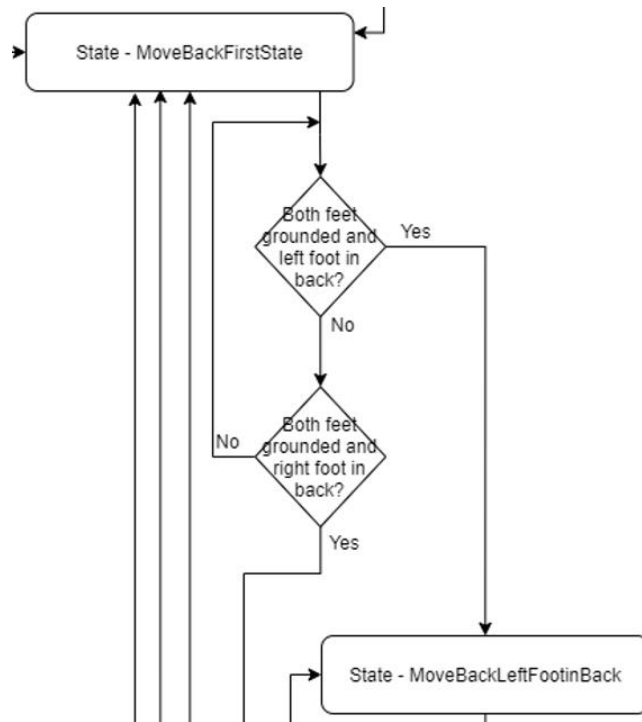 State - MoveBackFirstState
Both feet
grounded and
left foot in
back?
Yes
No
Both feet
grounded and
right foot in
back?
No
Yes
State - MoveBackLeftFootinBack